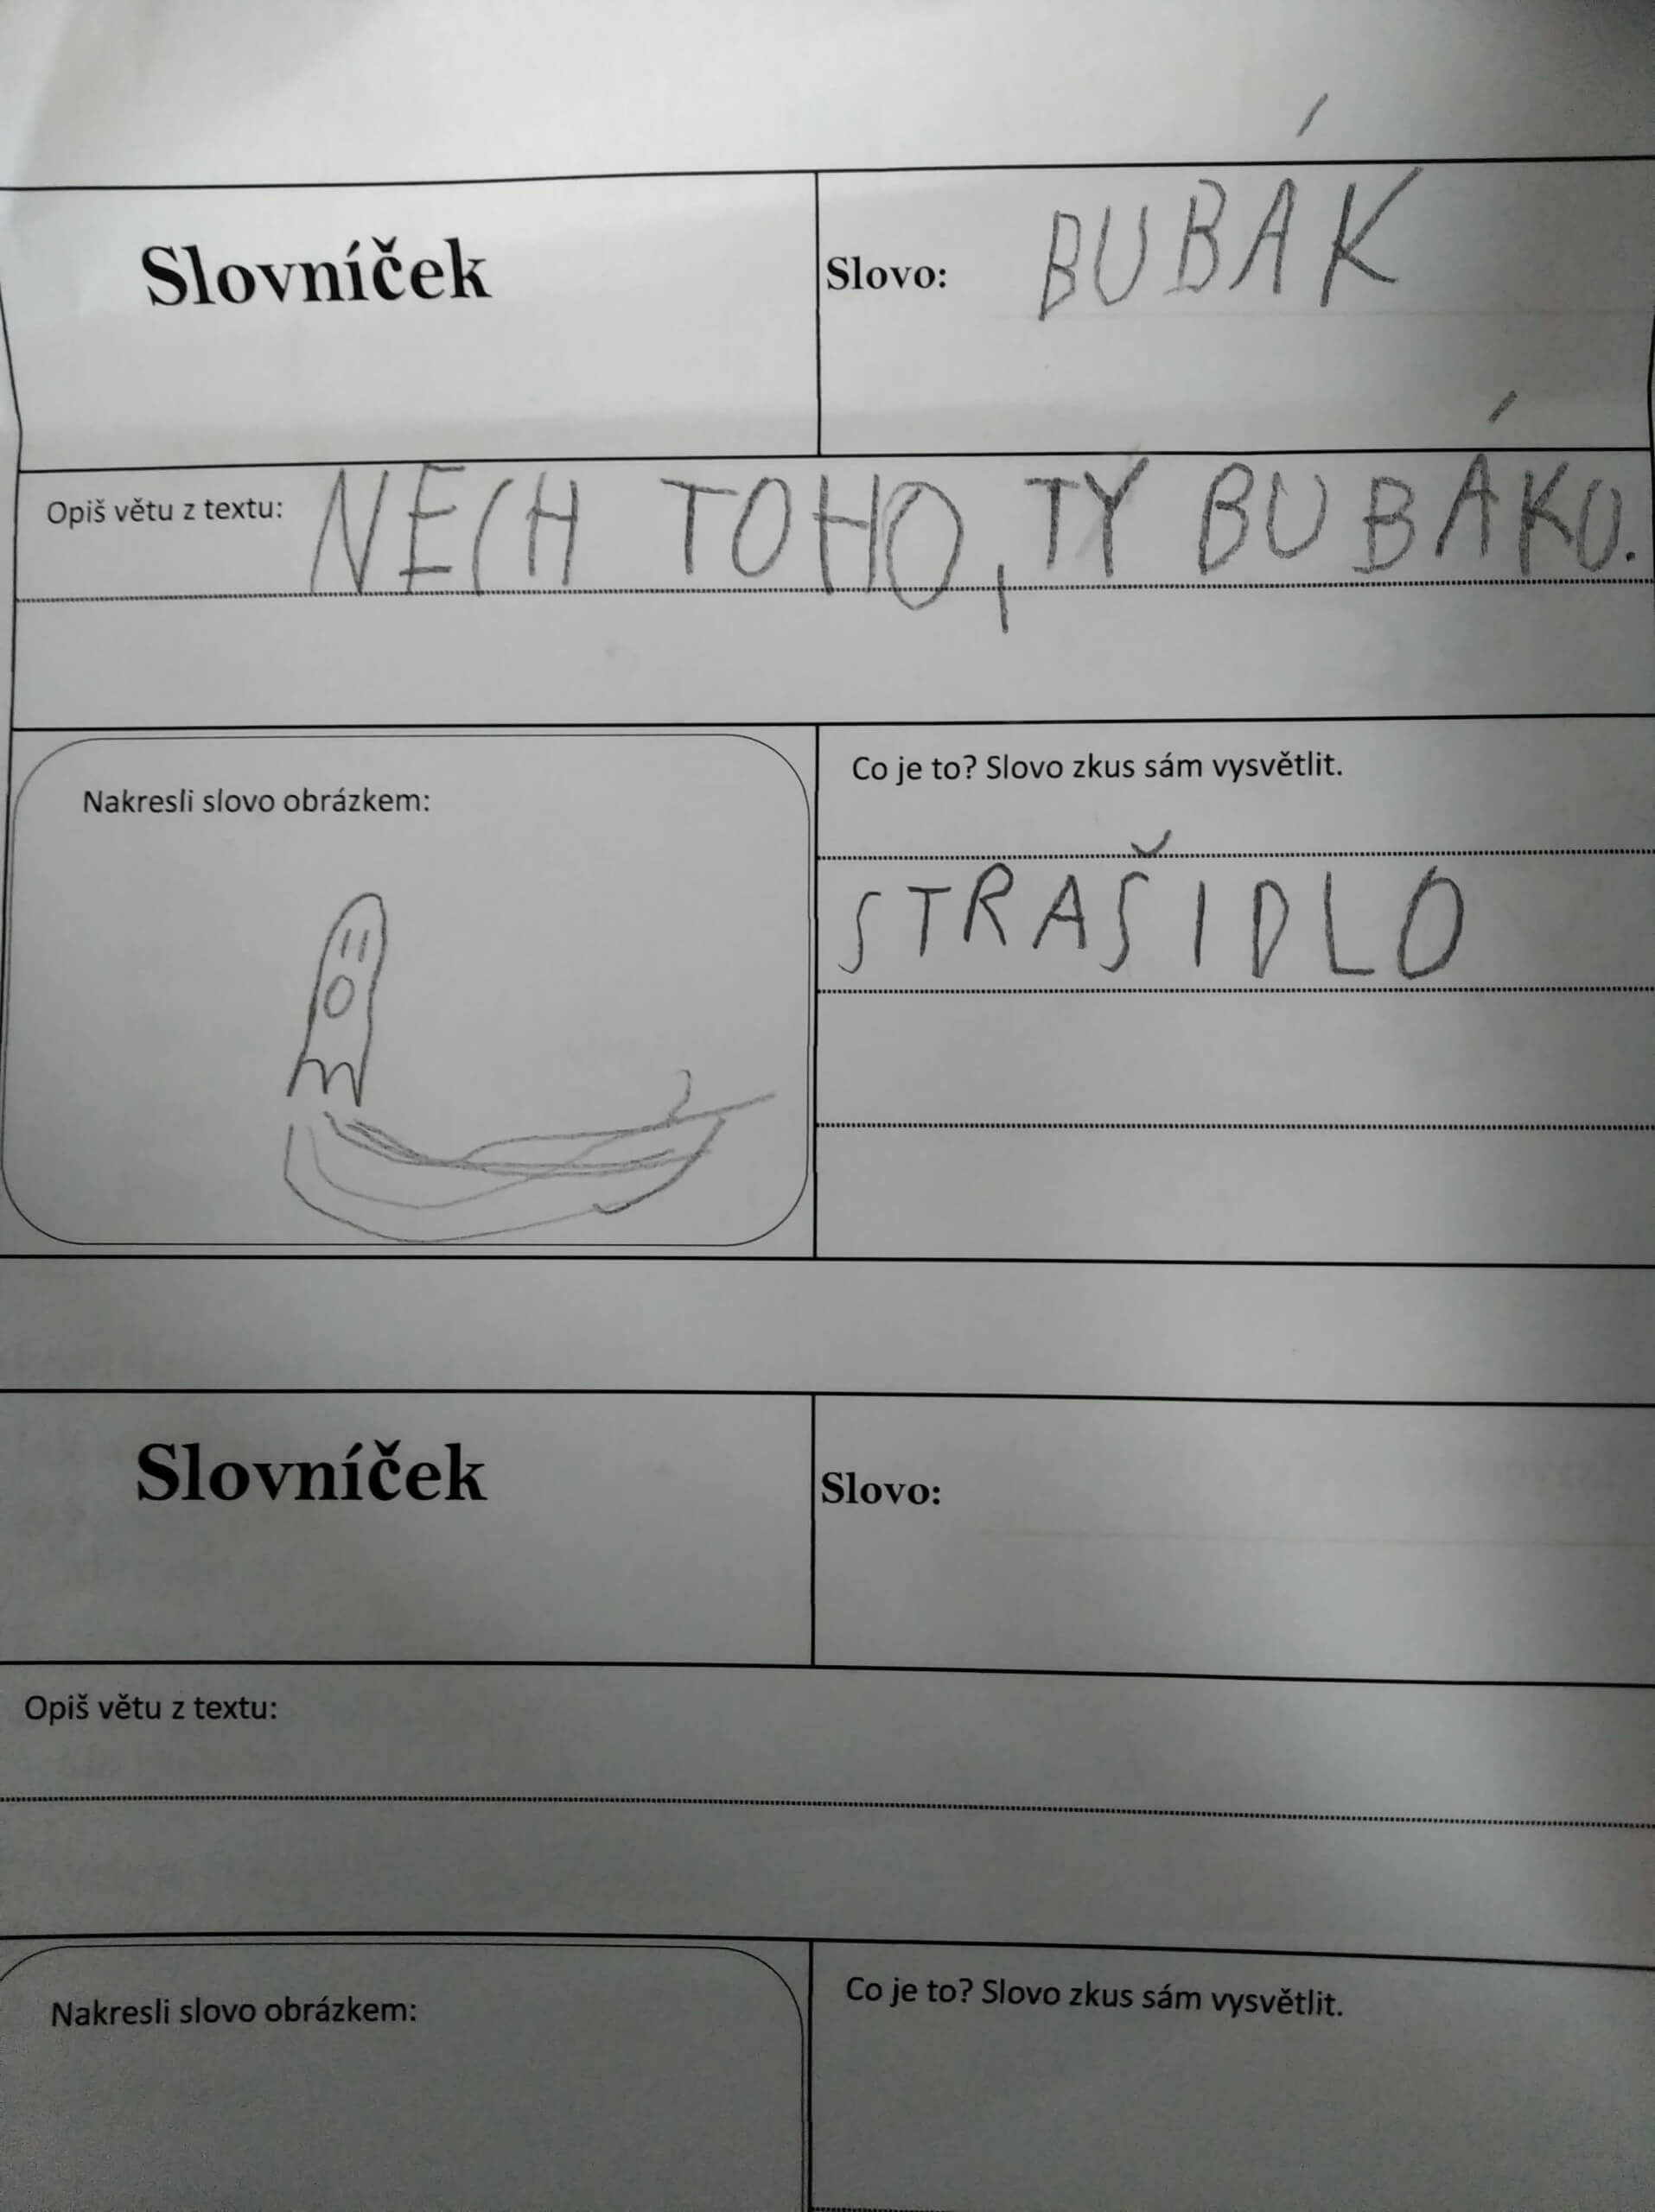 Slovníček
Slovo: BUBÁK
Opiš větu z textu: NECH TOHO, TY BUBÁKU.
Nakresli slovo obrázkem:
Co je to? Slovo zkus sám vysvětlit.
STRAŠIDLO
Slovníček
Slovo:
Opiš větu z textu:
Nakresli slovo obrázkem:
Co je to? Slovo zkus sám vysvětlit.